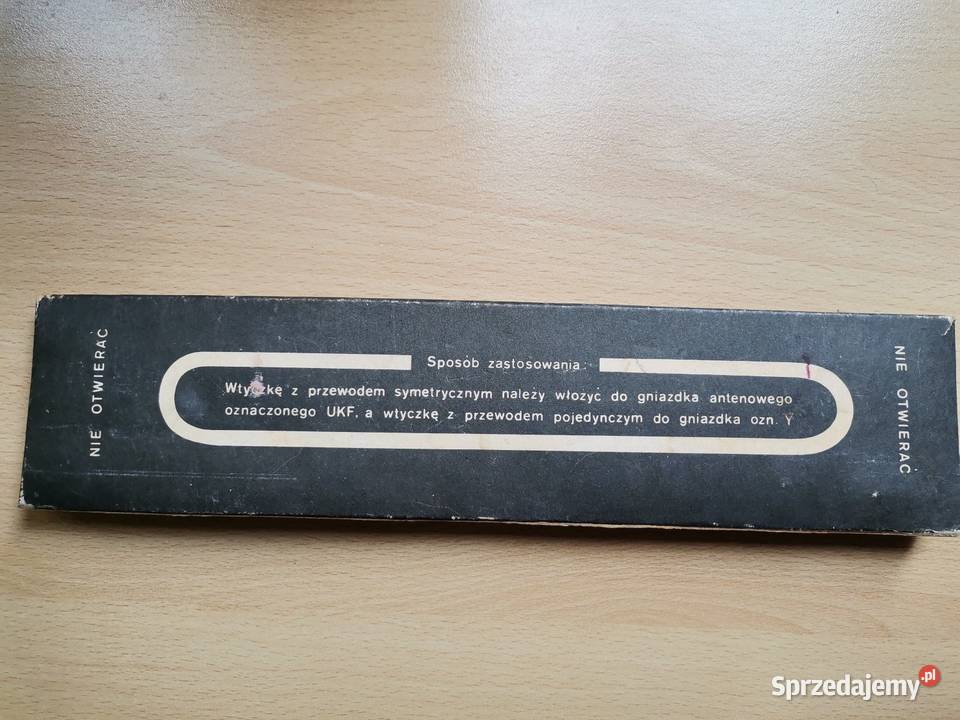 NIE OTWIERAĆ
Sposób zastosowania:
Wtyczkę z przewodem symetrycznym należy włozyć do gniazdka antenowego
oznaczonego UKF, a wtyczkę z przewodem pojedynczym do gniazdka ozn. Y
NIE OTWIERAĆ
Sprzedajemy.pl